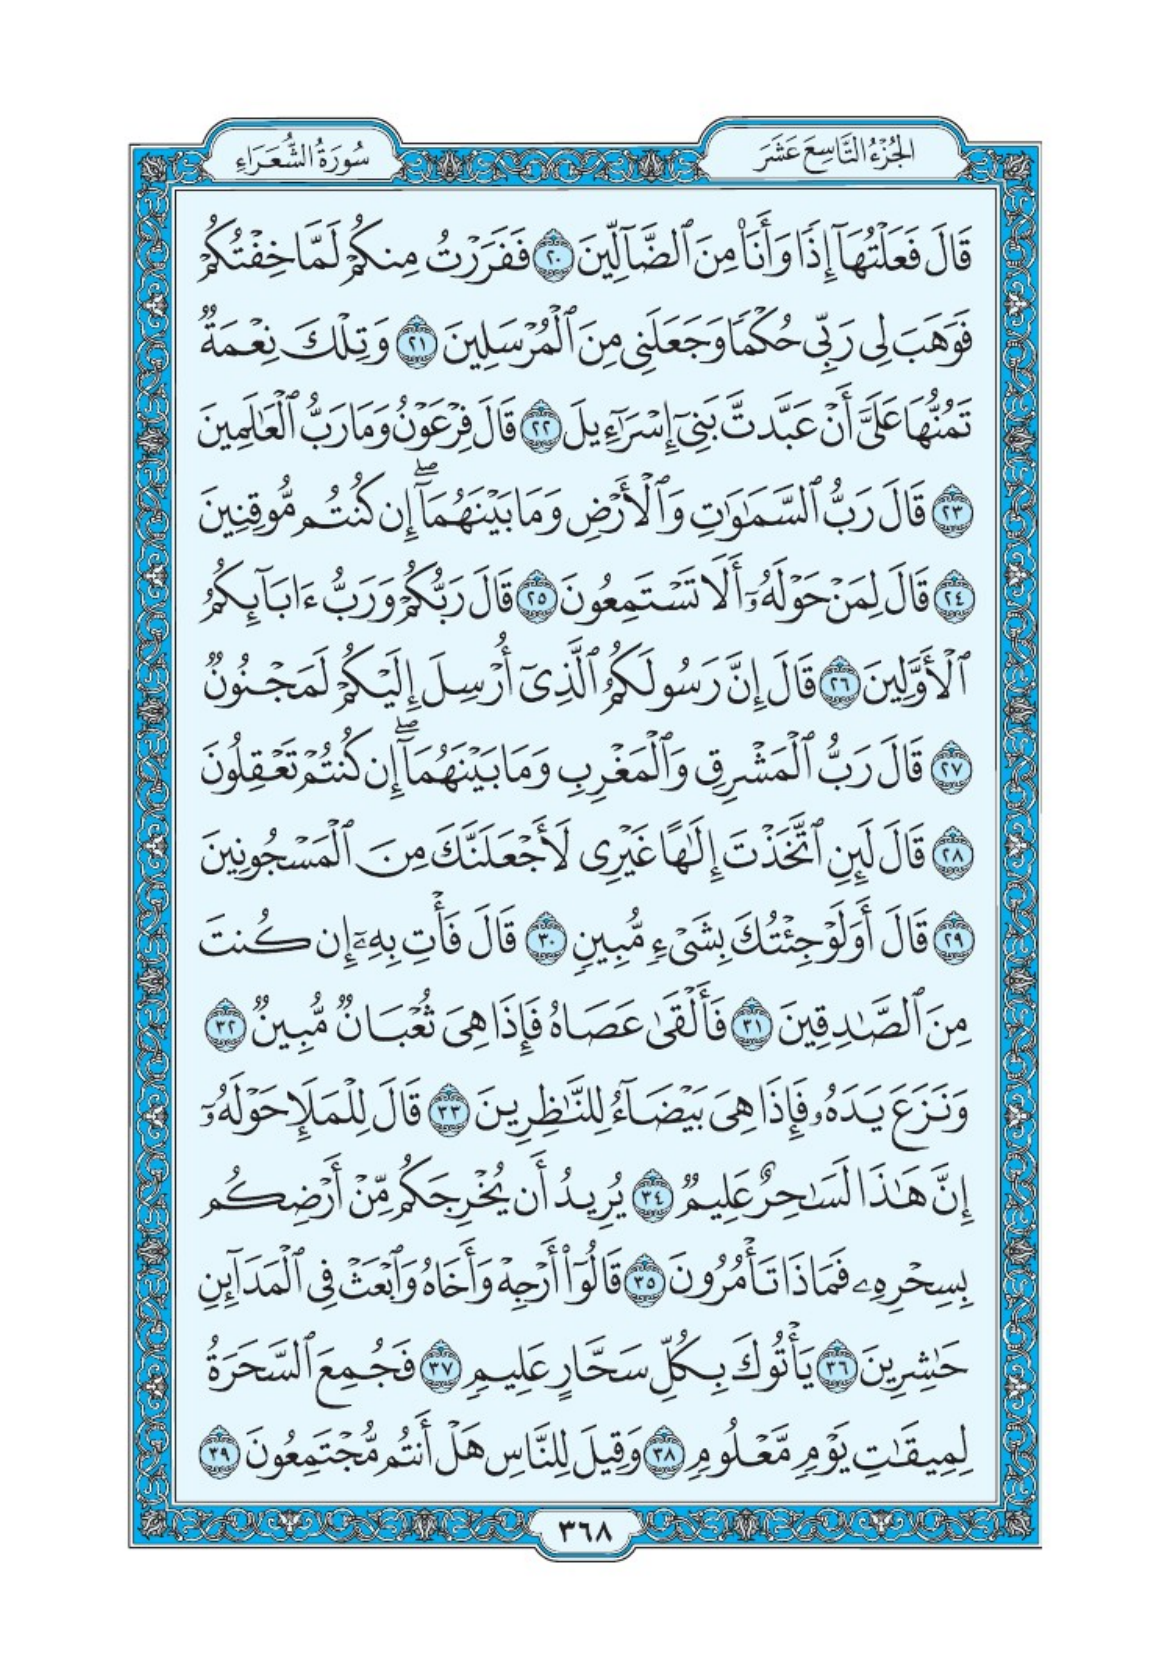 الجُزْءُ التَّاسِعَ عَشَرَ
سُورَةُ الشُّعَرَاءِ
قَالَ فَعَلْتُهَآ إِذًا وَأَنَا۠ مِنَ ٱلضَّآلِّينَ ٢٠ فَفَرَرْتُ مِنكُمْ لَمَّا خِفْتُكُمْ
فَوَهَبَ لِى رَبِّى حُكْمًا وَجَعَلَنِى مِنَ ٱلْمُرْسَلِينَ ٢١ وَتِلْكَ نِعْمَةٌ
تَمُنُّهَا عَلَىَّ أَنْ عَبَّدتَّ بَنِىٓ إِسْرَٰٓءِيلَ ٢٢ قَالَ فِرْعَوْنُ وَمَا رَبُّ ٱلْعَٰلَمِينَ
٢٣ قَالَ رَبُّ ٱلسَّمَٰوَٰتِ وَٱلْأَرْضِ وَمَا بَيْنَهُمَآ ۖ إِن كُنتُم مُّوقِنِينَ
٢٤ قَالَ لِمَنْ حَوْلَهُۥٓ أَلَا تَسْتَمِعُونَ ٢٥ قَالَ رَبُّكُمْ وَرَبُّ ءَابَآئِكُمُ
ٱلْأَوَّلِينَ ٢٦ قَالَ إِنَّ رَسُولَكُمُ ٱلَّذِىٓ أُرْسِلَ إِلَيْكُمْ لَمَجْنُونٌ
٢٧ قَالَ رَبُّ ٱلْمَشْرِقِ وَٱلْمَغْرِبِ وَمَا بَيْنَهُمَآ ۖ إِن كُنتُمْ تَعْقِلُونَ
٢٨ قَالَ لَئِنِ ٱتَّخَذْتَ إِلَٰهًا غَيْرِى لَأَجْعَلَنَّكَ مِنَ ٱلْمَسْجُونِينَ
٢٩ قَالَ أَوَلَوْ جِئْتُكَ بِشَىْءٍ مُّبِينٍ ٣٠ قَالَ فَأْتِ بِهِۦٓ إِن كُنتَ
مِنَ ٱلصَّٰدِقِينَ ٣١ فَأَلْقَىٰ عَصَاهُ فَإِذَا هِىَ ثُعْبَانٌ مُّبِينٌ ٣٢
وَنَزَعَ يَدَهُۥ فَإِذَا هِىَ بَيْضَآءُ لِلنَّٰظِرِينَ ٣٣ قَالَ لِلْمَلَإِ حَوْلَهُۥٓ
إِنَّ هَٰذَا لَسَٰحِرٌ عَلِيمٌ ٣٤ يُرِيدُ أَن يُخْرِجَكُم مِّنْ أَرْضِكُم
بِسِحْرِهِۦ فَمَاذَا تَأْمُرُونَ ٣٥ قَالُوٓا۟ أَرْجِهْ وَأَخَاهُ وَٱبْعَثْ فِى ٱلْمَدَآئِنِ
حَٰشِرِينَ ٣٦ يَأْتُوكَ بِكُلِّ سَحَّارٍ عَلِيمٍ ٣٧ فَجُمِعَ ٱلسَّحَرَةُ
لِمِيقَٰتِ يَوْمٍ مَّعْلُومٍ ٣٨ وَقِيلَ لِلنَّاسِ هَلْ أَنتُم مُّجْتَمِعُونَ ٣٩
٣٦٨